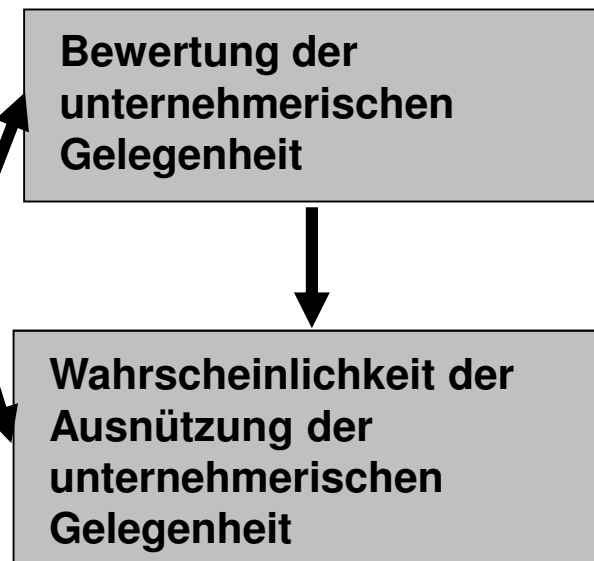 Bewertung der
unternehmerischen
Gelegenheit
Wahrscheinlichkeit der
Ausnützung der
unternehmerischen
Gelegenheit